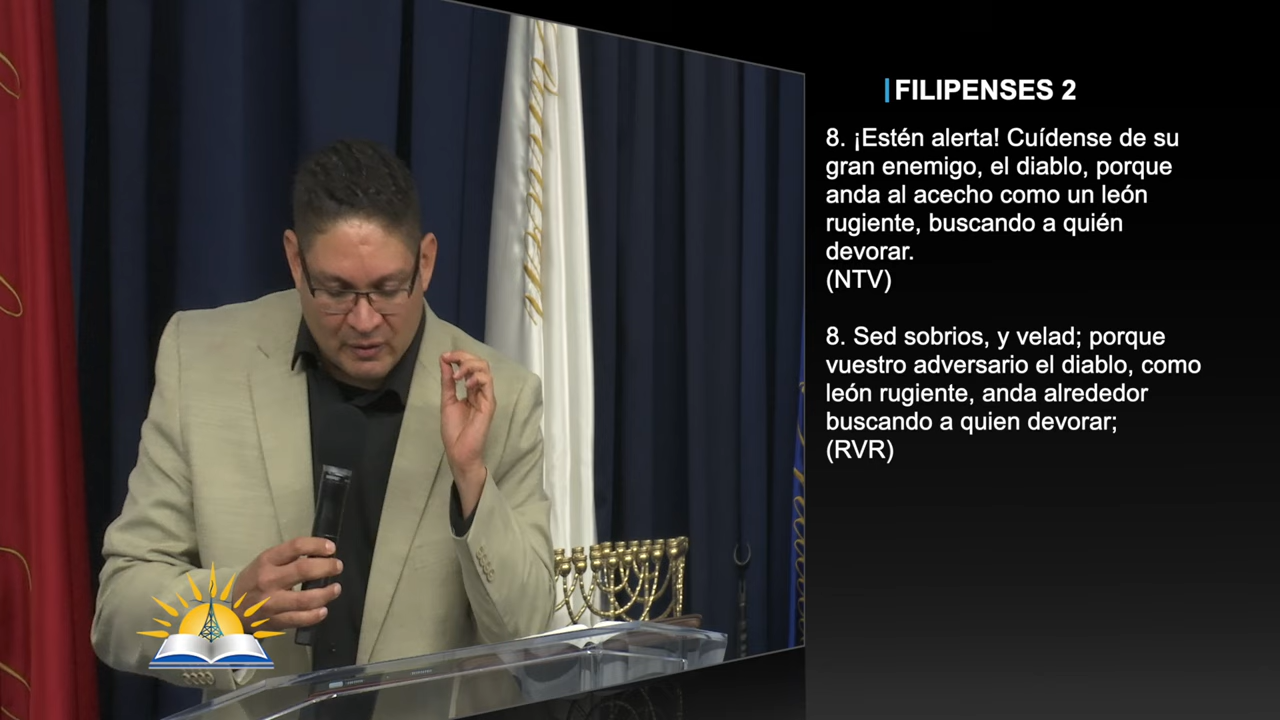 FILIPENSES 2
8. ¡Estén alerta! Cuídense de su
gran enemigo, el diablo, porque
anda al acecho como un león
rugiente, buscando a quién
devorar.
(NTV)
8. Sed sobrios, y velad; porque
vuestro adversario el diablo, como
león rugiente, anda alrededor
buscando a quien devorar;
(RVR)